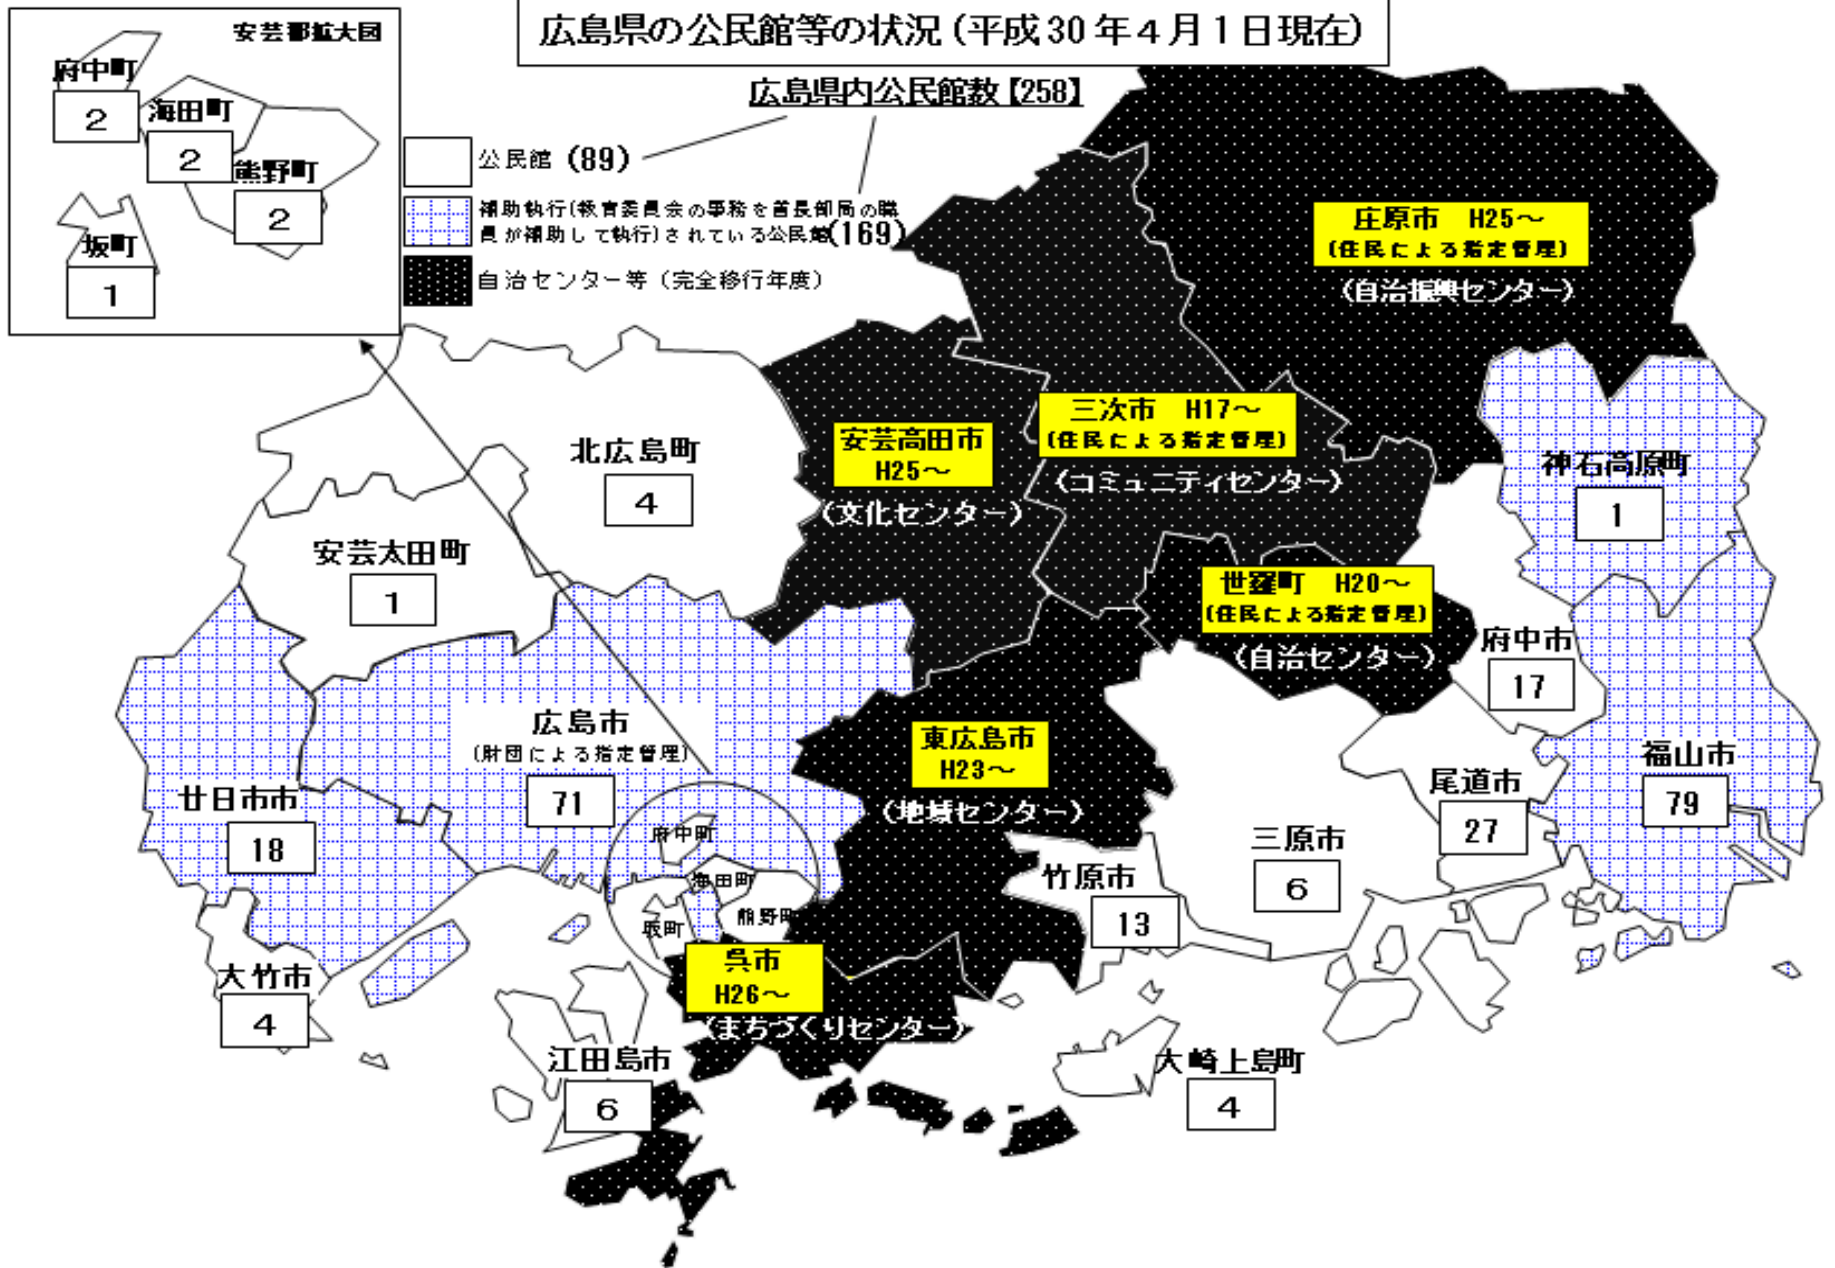 広島県の公民館等の状況(平成30年4月1日現在)
広島県内公民館数【258】
安芸郡拡大図
府中町
2
海田町
2
熊野町
2
坂町
1
公民館 (89)
補助執行(教育委員会の事務を首長部局の職
員が補助して執行)されている公民館(169)
自治センター等(完全移行年度)
庄原市 H25～
(住民による指定管理)
(自治振興センター)
三次市 H17～
(住民による指定管理)
(コミュニティセンター)
安芸高田市
H25～
(文化センター)
北広島町
4
神石高原町
1
安芸太田町
1
世羅町 H20～
(住民による指定管理)
(自治センター)
府中市
17
広島市
(財団による指定管理)
71
東広島市
H23～
(地域センター)
福山市
79
尾道市
27
廿日市市
18
三原市
6
竹原市
13
府中町
海田町
熊野町
坂町
呉市
H26～
(まちづくりセンター)
大竹市
4
江田島市
6
大崎上島町
4